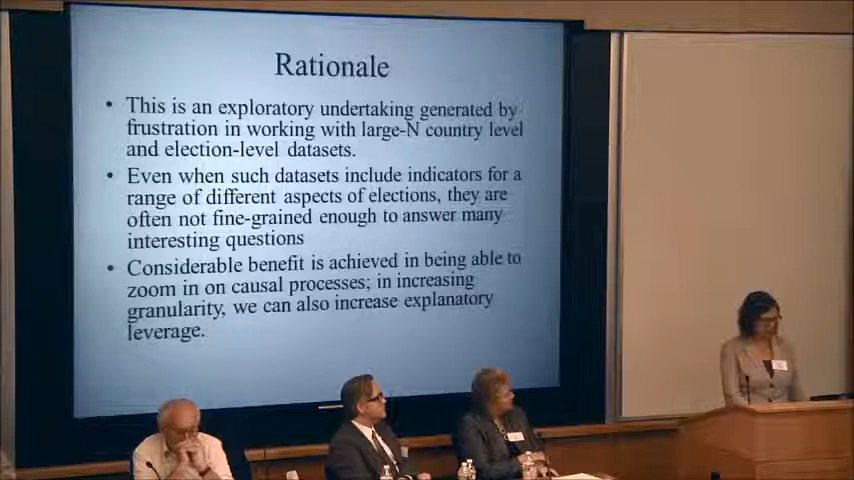 Rationale
• This is an exploratory undertaking generated by
frustration in working with large-N country level
and election-level datasets.
• Even when such datasets include indicators for a
range of different aspects of elections, they are
often not fine-grained enough to answer many
interesting questions
• Considerable benefit is achieved in being able to
zoom in on causal processes; in increasing
granularity, we can also increase explanatory
leverage.